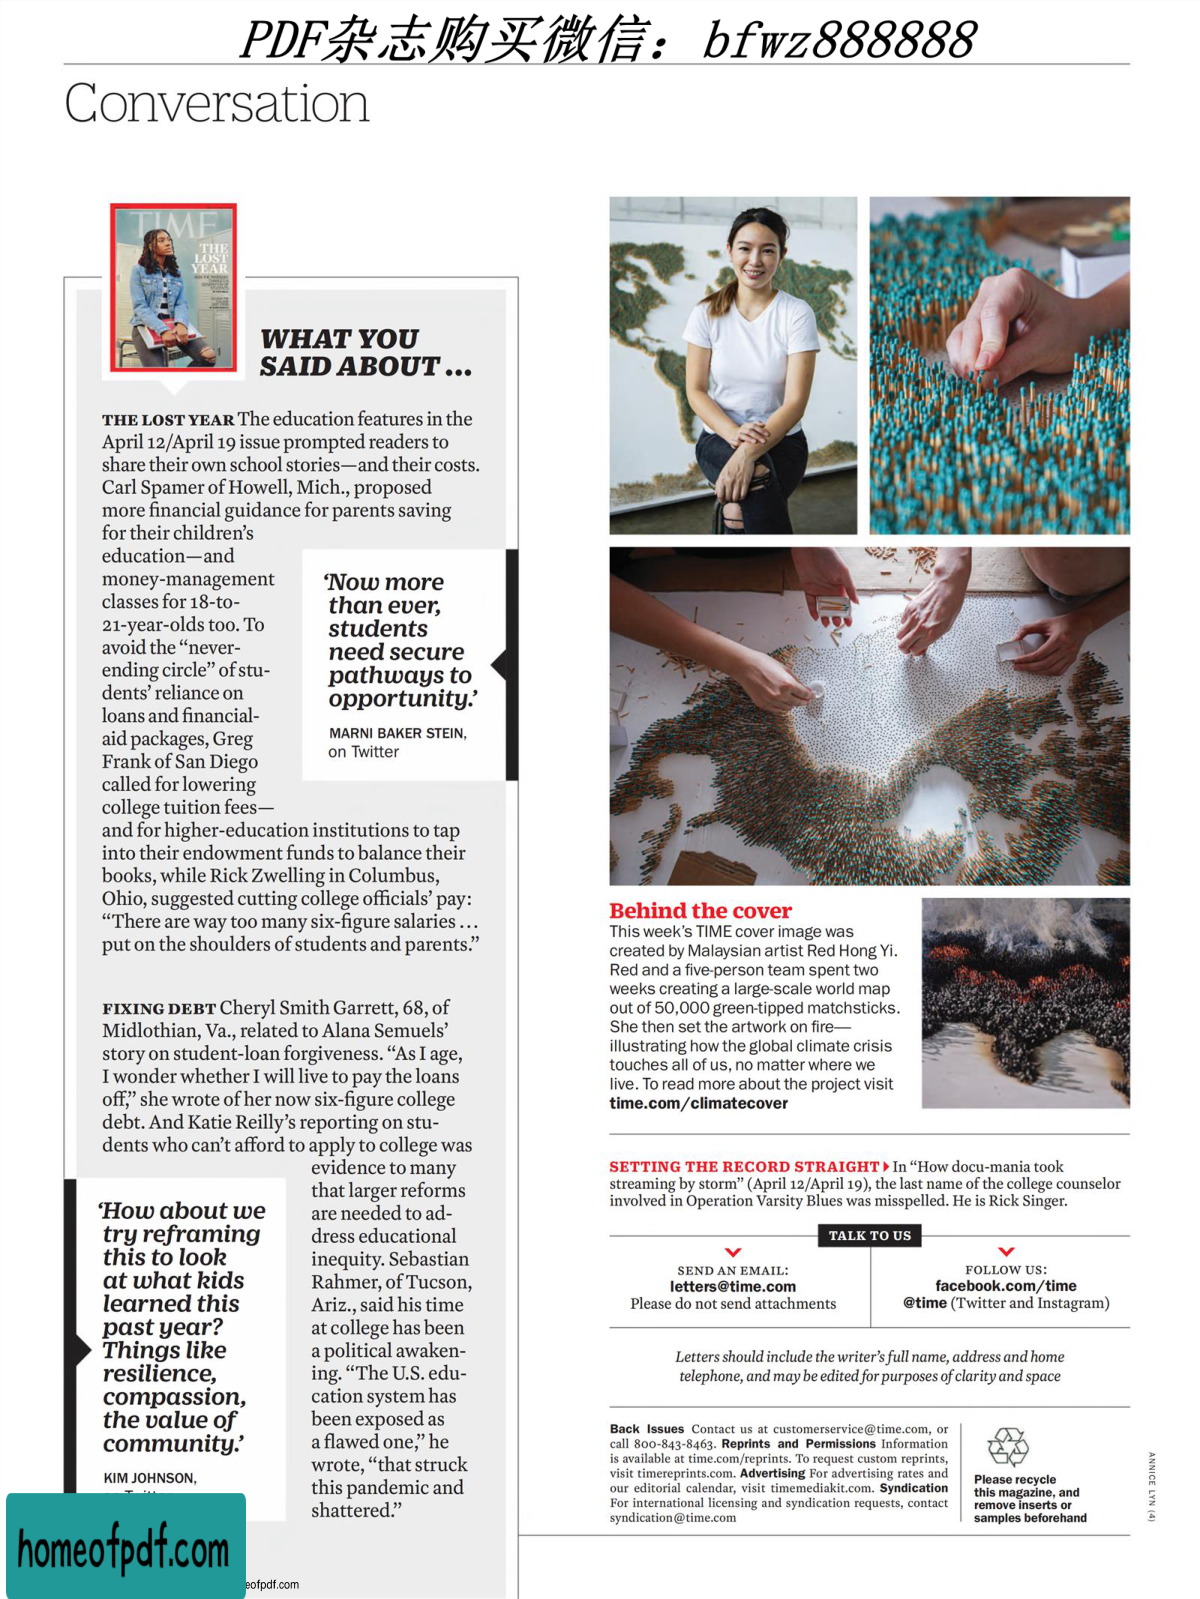 PDF杂志购买微信：bfwz888888
Conversation
TIME
THE
LOST
YEAR
WHAT YOU
SAID ABOUT ...
THE LOST YEAR The education features in the
April 12/April 19 issue prompted readers to
share their own school stories—and their costs.
Carl Spamer of Howell, Mich., proposed
more financial guidance for parents saving
for their children’s
education—and
money-management
classes for 18-to-
21-year-olds too. To
avoid the “never-
ending circle” of stu-
dents’ reliance on
loans and financial-
aid packages, Greg
Frank of San Diego
called for lowering
college tuition fees—
and for higher-education institutions to tap
into their endowment funds to balance their
books, while Rick Zwelling in Columbus,
Ohio, suggested cutting college officials’ pay:
“There are way too many six-figure salaries ...
put on the shoulders of students and parents.”
‘Now more
than ever,
students
need secure
pathways to
opportunity.’
MARNI BAKER STEIN,
on Twitter
FIXING DEBT Cheryl Smith Garrett, 68, of
Midlothian, Va., related to Alana Semuels’
story on student-loan forgiveness. “As I age,
I wonder whether I will live to pay the loans
off,” she wrote of her now six-figure college
debt. And Katie Reilly’s reporting on stu-
dents who can’t afford to apply to college was
evidence to many
that larger reforms
are needed to ad-
dress educational
inequity. Sebastian
Rahmer, of Tucson,
Ariz., said his time
at college has been
a political awaken-
ing. “The U.S. edu-
cation system has
been exposed as
a flawed one,” he
wrote, “that struck
this pandemic and
shattered.”
‘How about we
try reframing
this to look
at what kids
learned this
past year?
Things like
resilience,
compassion,
the value of
community.’
KIM JOHNSON,
homeofpdf.com
eofpdf.com
Behind the cover
This week’s TIME cover image was
created by Malaysian artist Red Hong Yi.
Red and a five-person team spent two
weeks creating a large-scale world map
out of 50,000 green-tipped matchsticks.
She then set the artwork on fire—
illustrating how the global climate crisis
touches all of us, no matter where we
live. To read more about the project visit
time.com/climatecover
SETTING THE RECORD STRAIGHT In “How docu-mania took
streaming by storm” (April 12/April 19), the last name of the college counselor
involved in Operation Varsity Blues was misspelled. He is Rick Singer.
TALK TO US
SEND AN EMAIL:
letters@time.com
Please do not send attachments
FOLLOW US:
facebook.com/time
@time (Twitter and Instagram)
Letters should include the writer’s full name, address and home
telephone, and may be edited for purposes of clarity and space
Back Issues Contact us at customerservice@time.com, or
call 800-843-8463. Reprints and Permissions Information
is available at time.com/reprints. To request custom reprints,
visit timereprints.com. Advertising For advertising rates and
our editorial calendar, visit timemediakit.com. Syndication
For international licensing and syndication requests, contact
syndication@time.com
Please recycle
this magazine, and
remove inserts or
samples beforehand
ANNICE LYN (4)